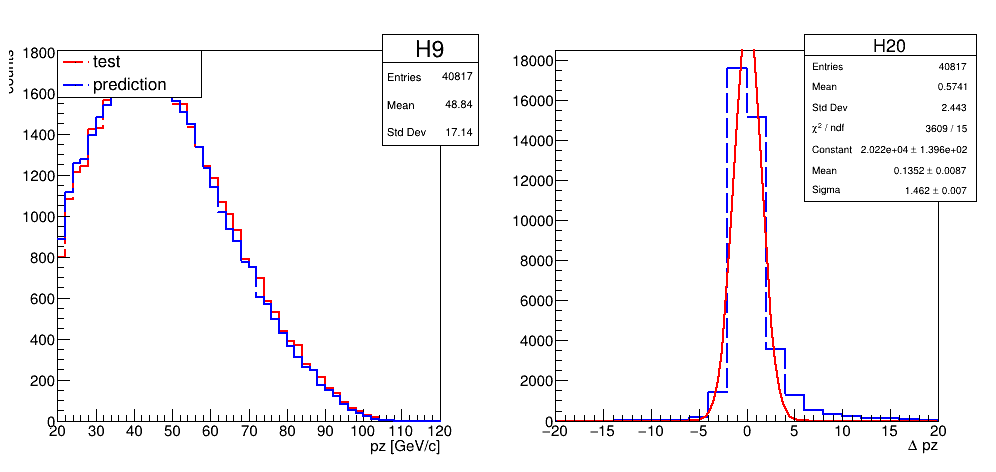 H9
Entries 40817
Mean 48.84
Std Dev 17.14
test
prediction
counts
1800
1600
1400
1200
1000
800
600
400
200
0
20 30 40 50 60 70 80 90 100 110 120
pz [GeV/c]
H20
Entries 40817
Mean 0.5741
Std Dev 2.443
χ² / ndf 3609 / 15
Constant 2.022e+04 ± 1.396e+02
Mean 0.1352 ± 0.0087
Sigma 1.462 ± 0.007
18000
16000
14000
12000
10000
8000
6000
4000
2000
0
−20 −15 −10 −5 0 5 10 15 20
Δ pz